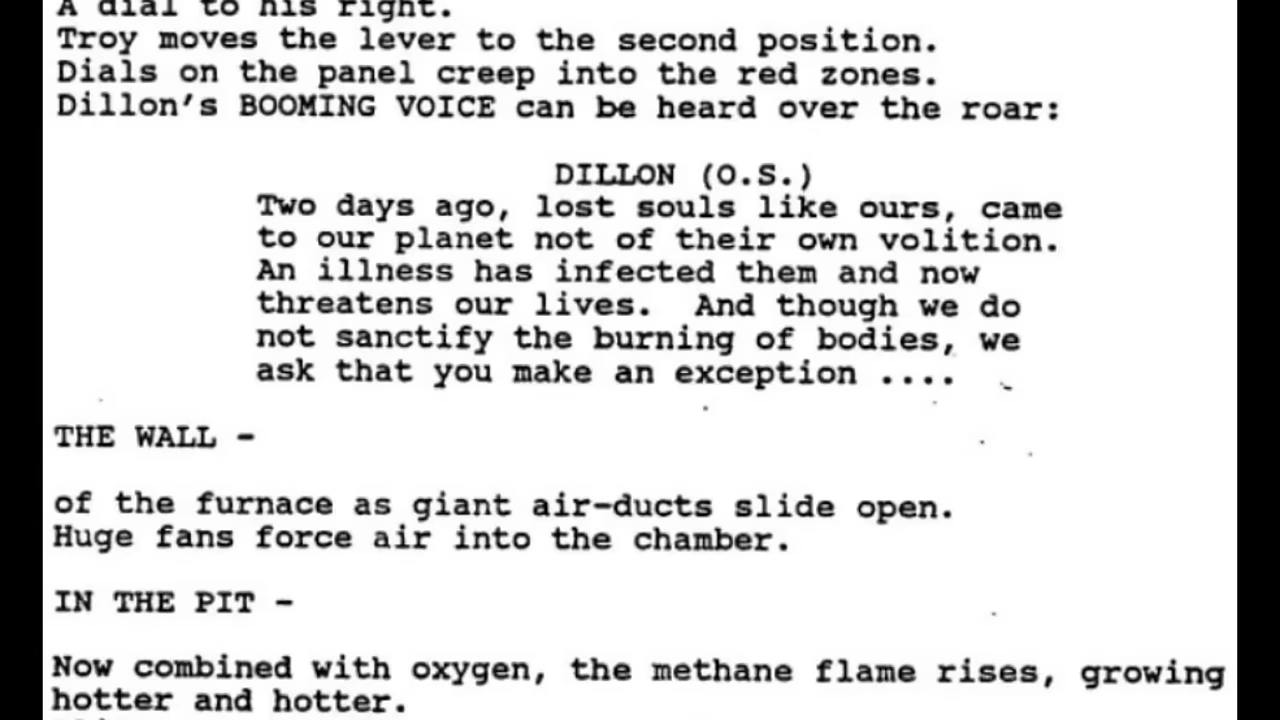 A dial to his right.
Troy moves the lever to the second position.
Dials on the panel creep into the red zones.
Dillon's BOOMING VOICE can be heard over the roar:
DILLON (O.S.)
Two days ago, lost souls like ours, came
to our planet not of their own volition.
An illness has infected them and now
threatens our lives.  And though we do
not sanctify the burning of bodies, we
ask that you make an exception ....
THE WALL -
of the furnace as giant air-ducts slide open.
Huge fans force air into the chamber.
IN THE PIT -
Now combined with oxygen, the methane flame rises, growing
hotter and hotter.